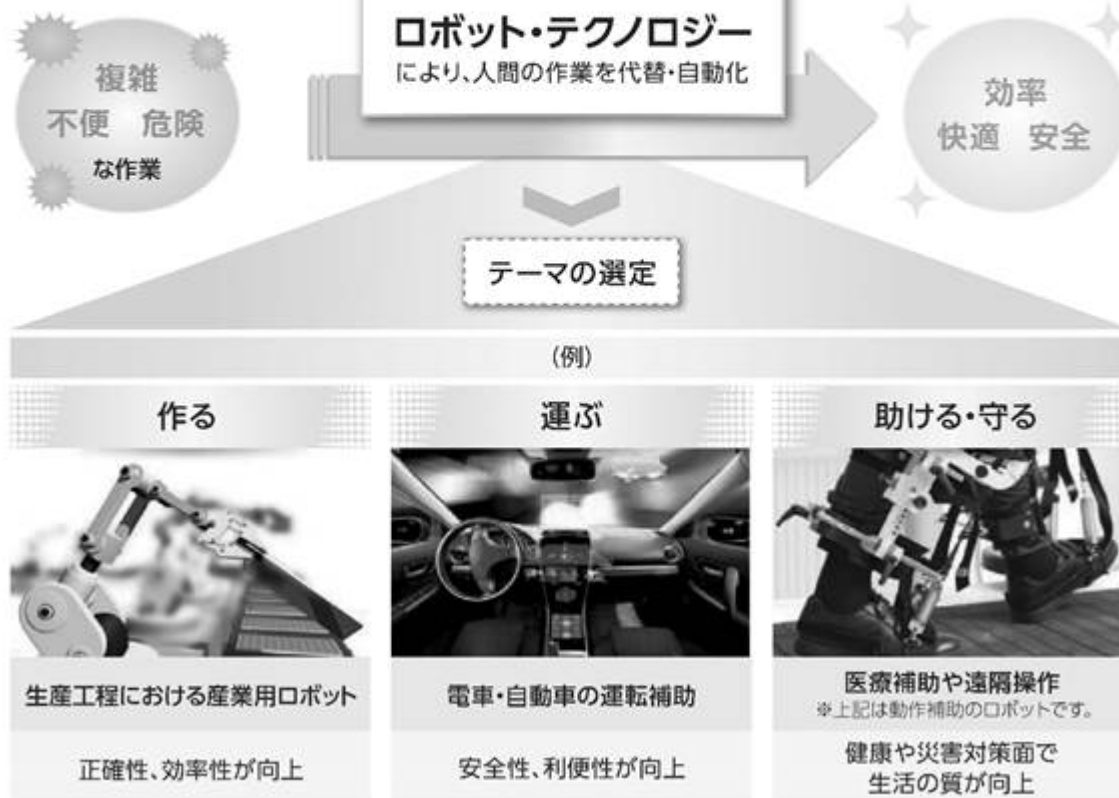 ロボット・テクノロジー
により、人間の作業を代替・自動化
複雑
不便 危険
な作業
効率
快適 安全
テーマの選定
(例)
作る
運ぶ
助ける・守る
生産工程における産業用ロボット
電車・自動車の運転補助
医療補助や遠隔操作
※上記は動作補助のロボットです。
正確性、効率性が向上
安全性、利便性が向上
健康や災害対策面で
生活の質が向上